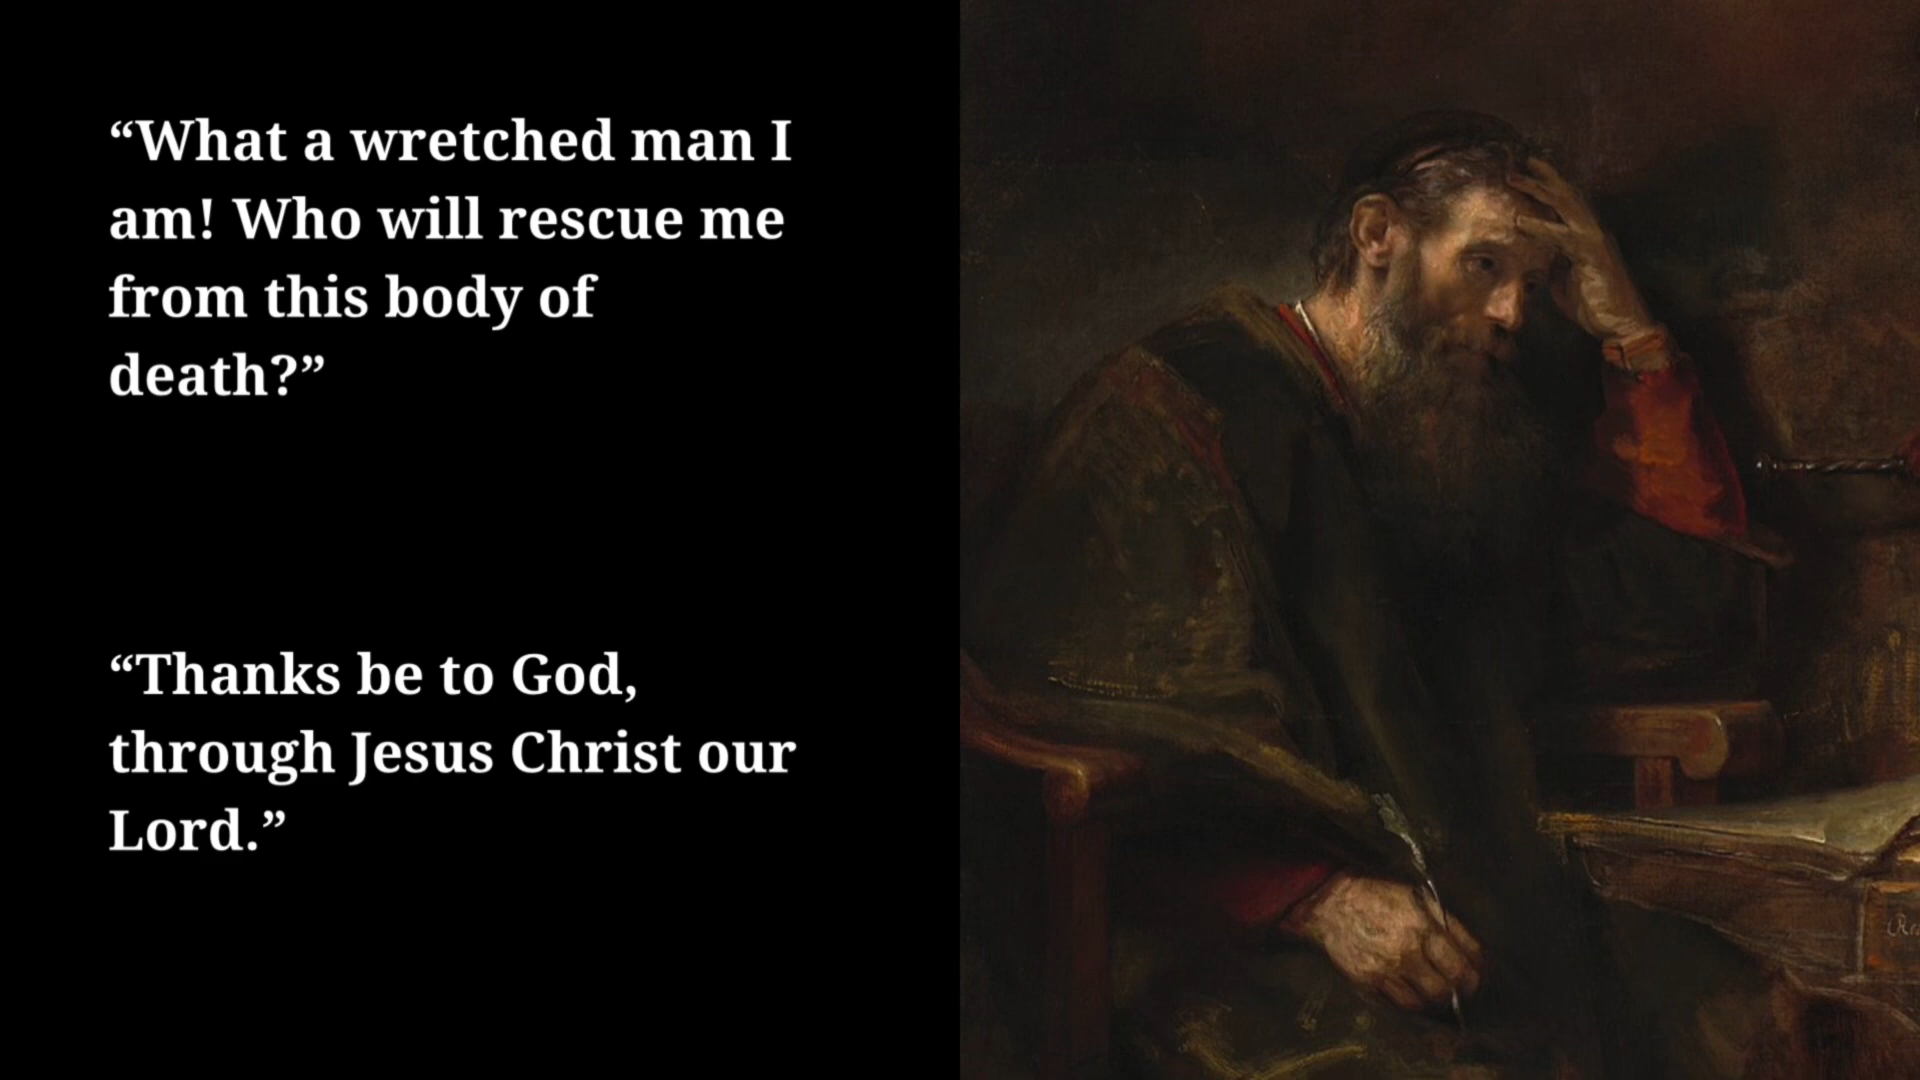 “What a wretched man I
am! Who will rescue me
from this body of
death?”
“Thanks be to God,
through Jesus Christ our
Lord.”